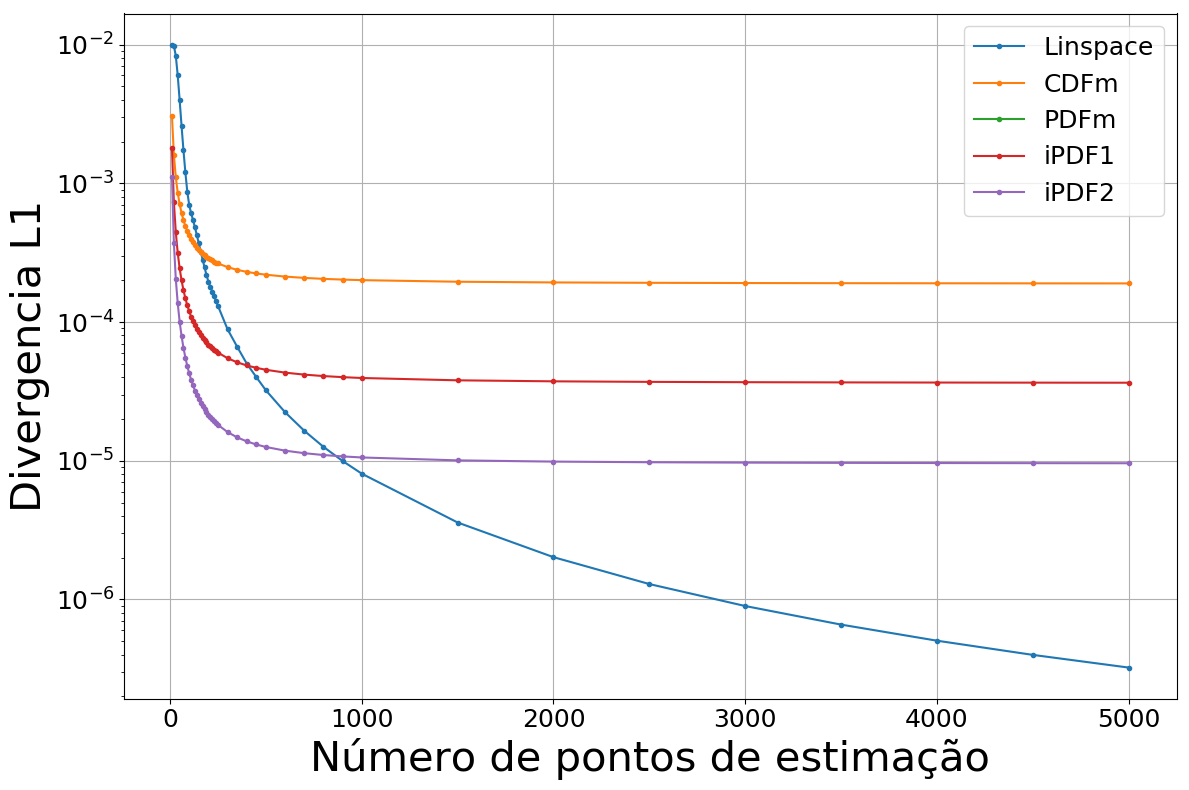 Divergencia L1
10⁻²
10⁻³
10⁻⁴
10⁻⁵
10⁻⁶
Linspace
CDFm
PDFm
iPDF1
iPDF2
0 1000 2000 3000 4000 5000
Número de pontos de estimação